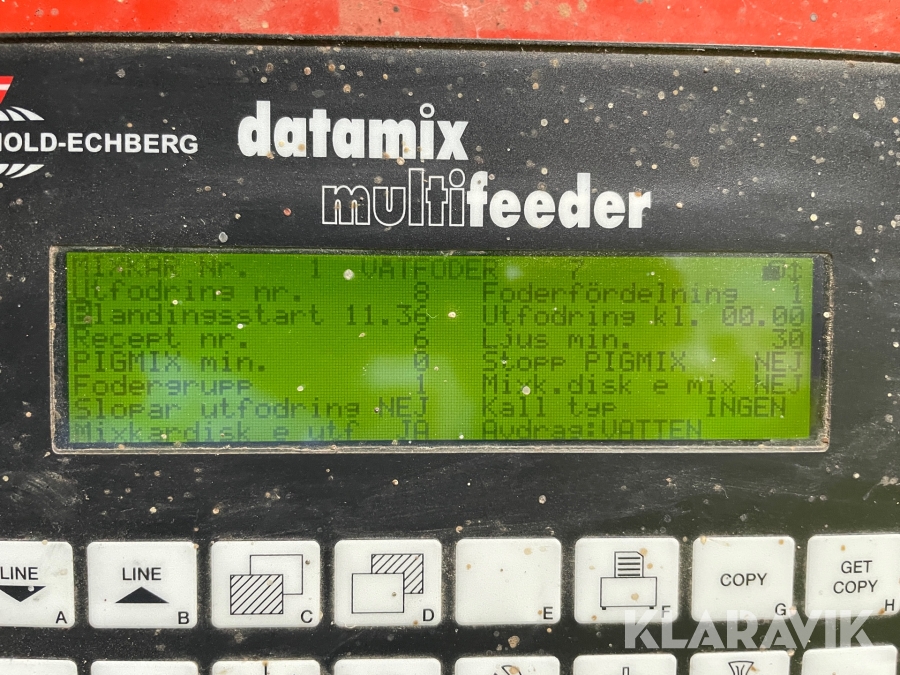 HOLD-ECHBERG
datamix
multifeeder
MIXKAR Nr. 1 VATFODER
Utfodring nr. 8 Foderfördelning 1
Blandingsstart 11.36 Utfodring kl. 00.00
Recept nr. 6 Ljus min. 30
PIGMIX min. 0 Stopp PIGMIX NEJ
Fodergrupp 1 Mixk.disk e mix NEJ
Slopar utfodring NEJ Kall typ INGEN
Mixkardisk e utf JA Avdrag:VATTEN
LINE A
LINE B
C
D
E
F
COPY G
GET COPY H
KLARAVIK